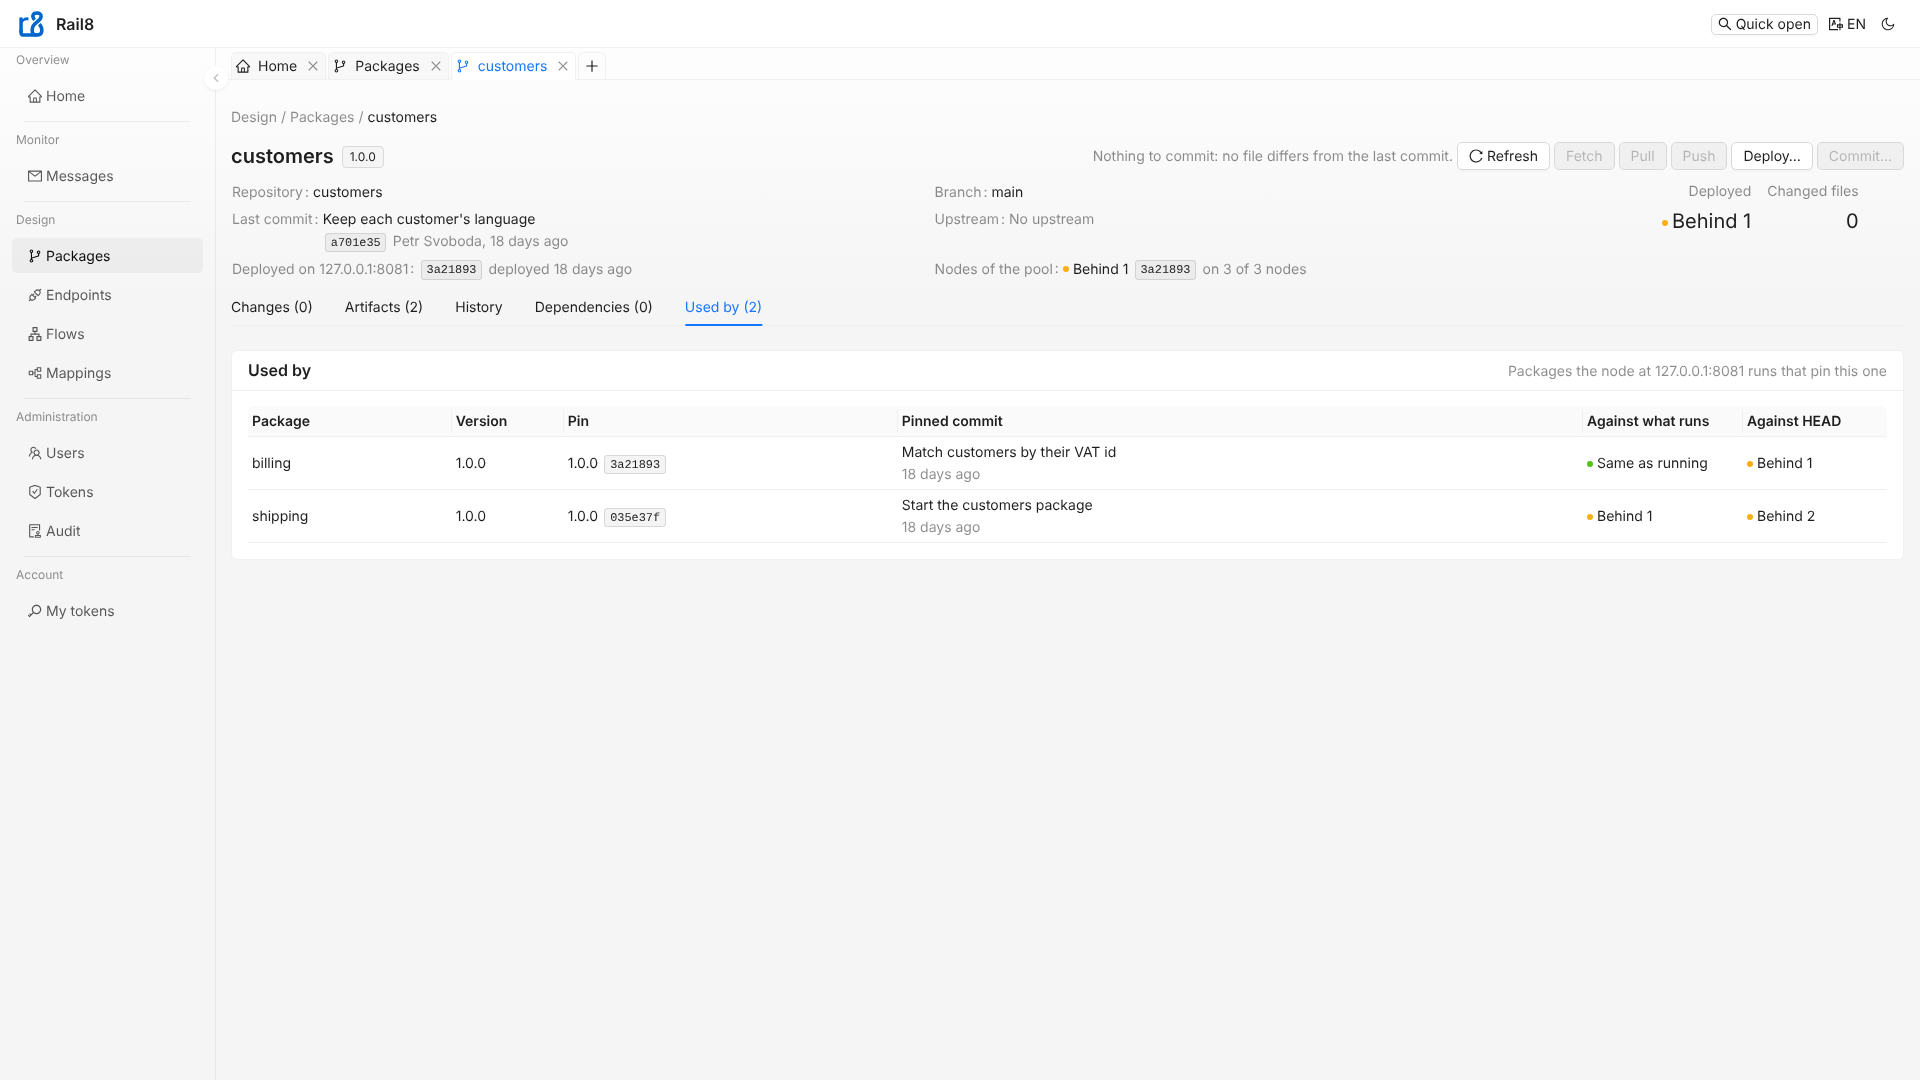 Rail8
Quick open
EN
Overview
Home
Monitor
Messages
Design
Packages
Endpoints
Flows
Mappings
Administration
Users
Tokens
Audit
Account
My tokens
Home
Packages
customers
Design / Packages / customers
customers 1.0.0
Nothing to commit: no file differs from the last commit. Refresh Fetch Pull Push Deploy... Commit...
Repository: customers
Branch: main
Deployed
Behind 1
Changed files
0
Last commit: Keep each customer's language
a701e35 Petr Svoboda, 18 days ago
Upstream: No upstream
Deployed on 127.0.0.1:8081: 3a21893 deployed 18 days ago
Nodes of the pool: Behind 1 3a21893 on 3 of 3 nodes
Changes (0) Artifacts (2) History Dependencies (0) Used by (2)
Used by
Packages the node at 127.0.0.1:8081 runs that pin this one
Package Version Pin Pinned commit Against what runs Against HEAD
billing 1.0.0 1.0.0 3a21893 Match customers by their VAT id Same as running Behind 1
18 days ago
shipping 1.0.0 1.0.0 035e37f Start the customers package Behind 1 Behind 2
18 days ago